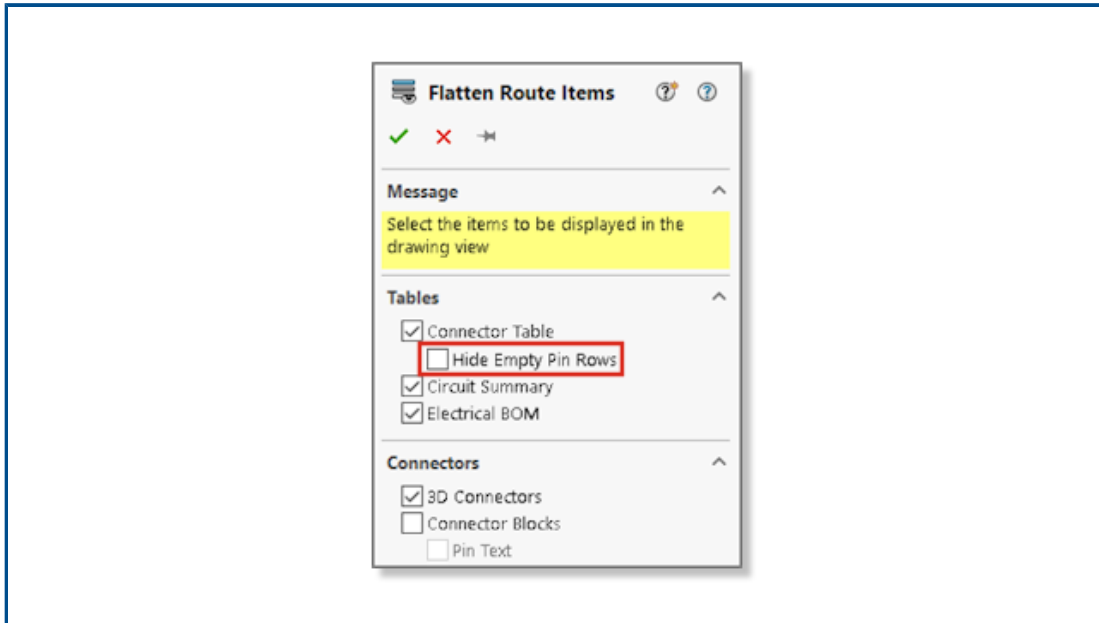 Flatten Route Items
Message
Select the items to be displayed in the
drawing view
Tables
Connector Table
Hide Empty Pin Rows
Circuit Summary
Electrical BOM
Connectors
3D Connectors
Connector Blocks
Pin Text